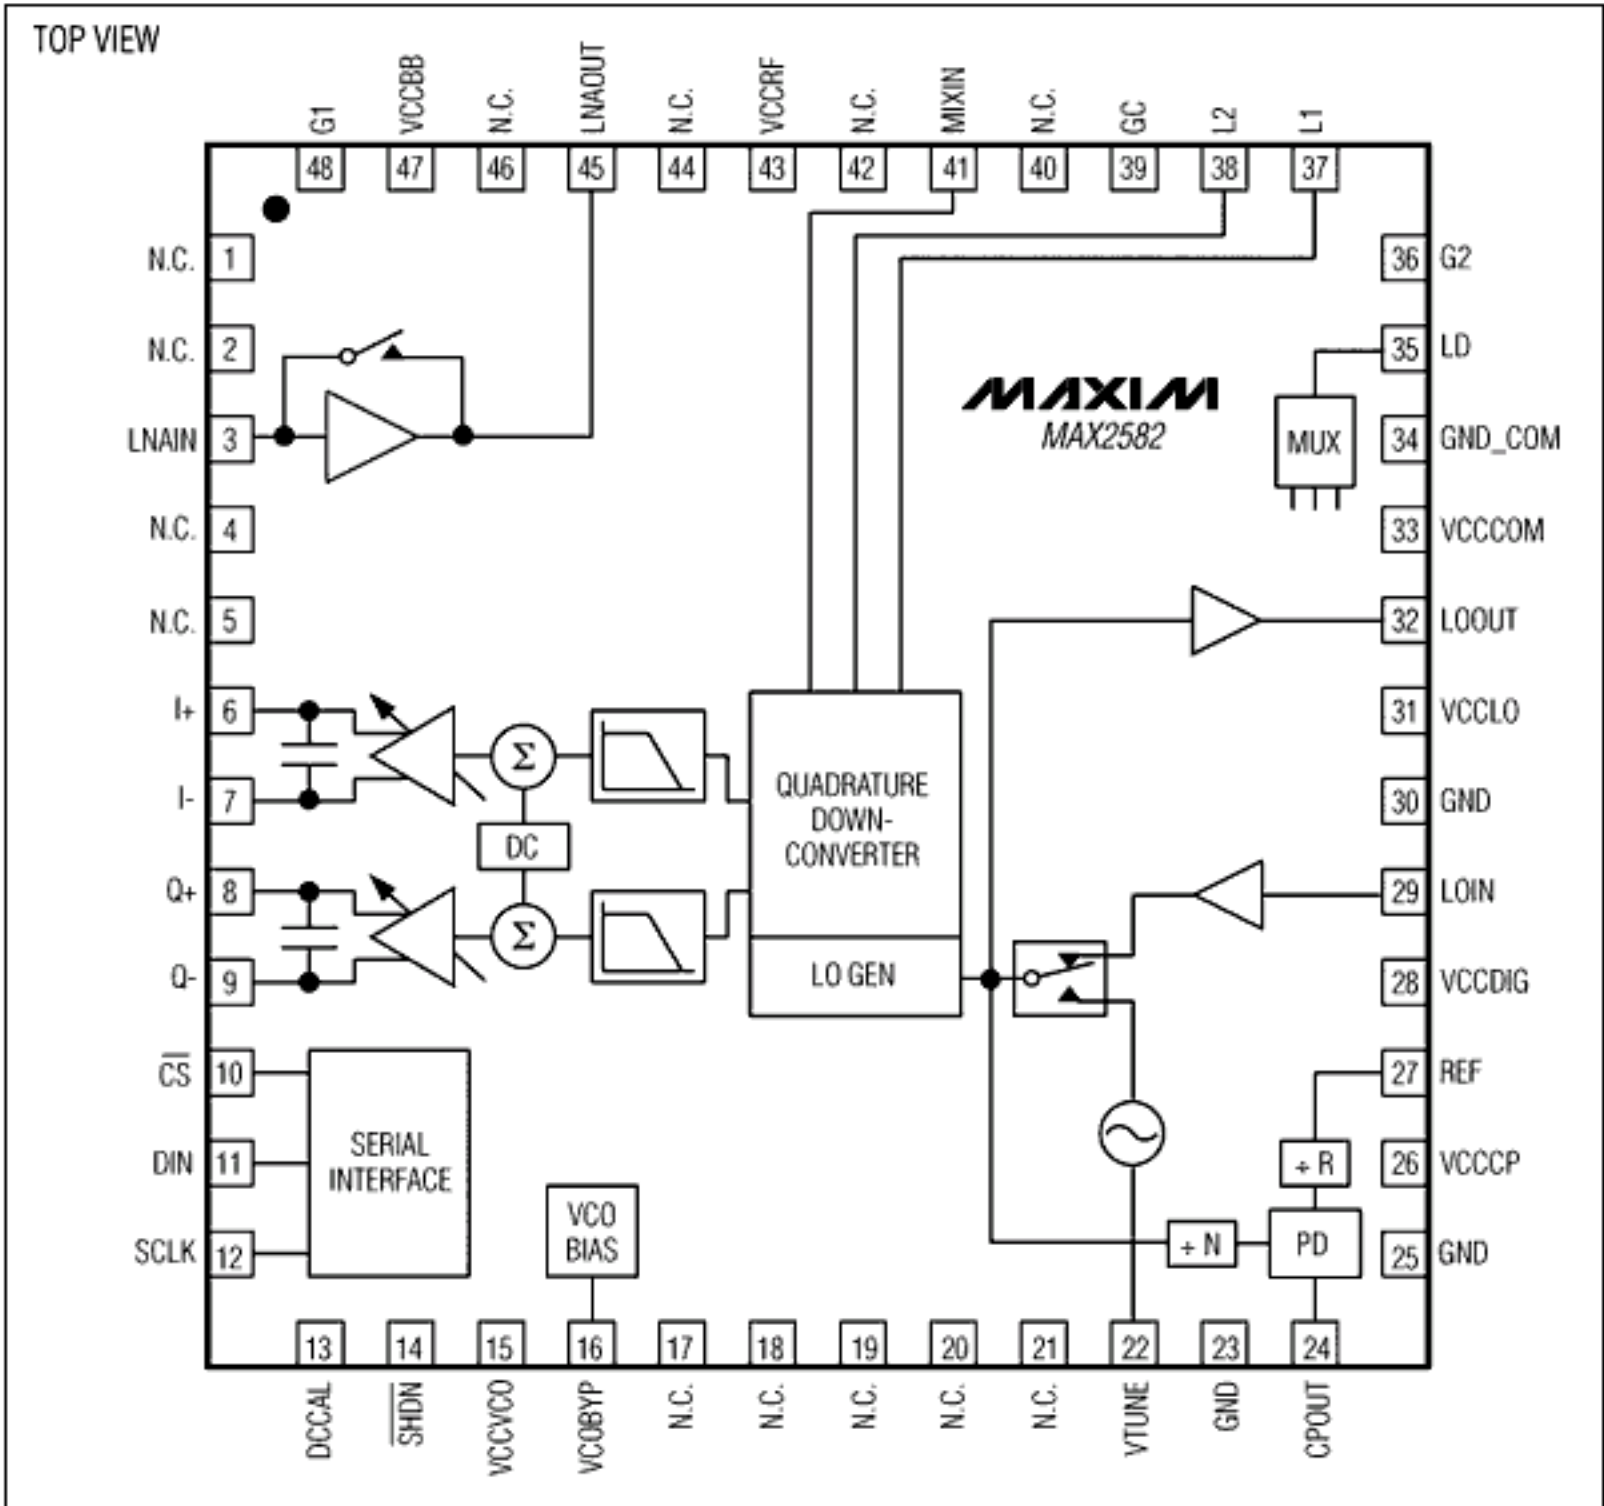 TOP VIEW
G1
VCCBB
N.C.
LNAOUT
N.C.
VCCRF
N.C.
MIXIN
N.C.
GC
L2
L1
48 47 46 45 44 43 42 41 40 39 38 37
N.C. 1
N.C. 2
LNAIN 3
N.C. 4
N.C. 5
I+ 6
I- 7
Q+ 8
Q- 9
CS 10
DIN 11
SCLK 12
MAXIM
MAX2582
MUX
Σ
DC
Σ
QUADRATURE
DOWN-
CONVERTER
LO GEN
SERIAL
INTERFACE
VCO
BIAS
÷ R
÷ N
PD
36 G2
35 LD
34 GND_COM
33 VCCCOM
32 LOOUT
31 VCCLO
30 GND
29 LOIN
28 VCCDIG
27 REF
26 VCCCP
25 GND
13 14 15 16 17 18 19 20 21 22 23 24
DCCAL
SHDN
VCCVCO
VCOBYP
N.C.
N.C.
N.C.
N.C.
N.C.
VTUNE
GND
CPOUT